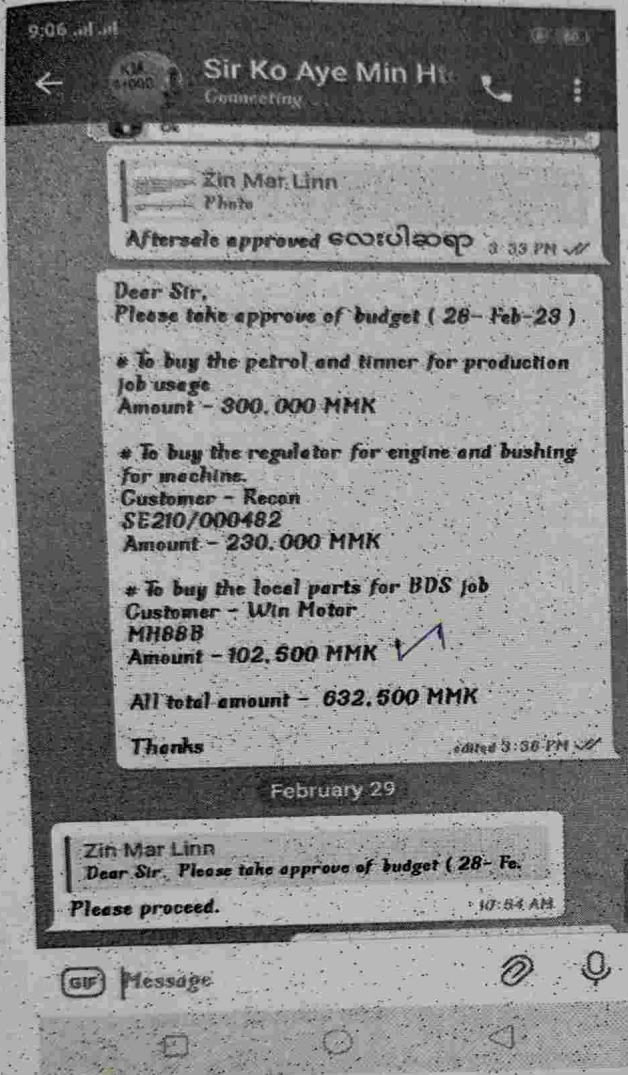 9:06
Sir Ko Aye Min Ht
Connecting
Ok
Zin Mar Linn
Photo
Aftersale approved လေးပါဆရာ 3:33 PM
Dear Sir,
Please take approve of budget ( 28- Feb-23 )
# To buy the petrol and tinner for production
job usage
Amount - 300,000 MMK
# To buy the regulator for engine and bushing
for machine.
Customer - Recon
SE210/000482
Amount - 230,000 MMK
# To buy the local parts for BDS job
Customer - Win Motor
MH88B
Amount - 102,500 MMK
All total amount - 632,500 MMK
Thanks
edited 3:36 PM
February 29
Zin Mar Linn
Dear Sir, Please take approve of budget ( 28- Fe.
Please proceed. 10:54 AM
GIF Message